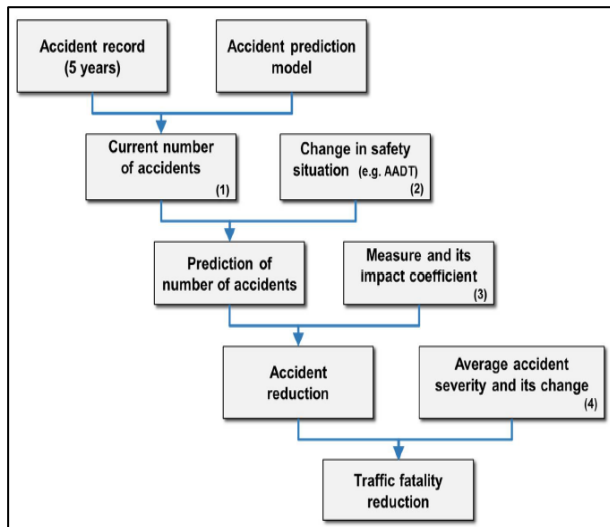 Accident record
(5 years)
Accident prediction
model
Current number
of accidents
(1)
Change in safety
situation (e.g. AADT)
(2)
Prediction of
number of accidents
Measure and its
impact coefficient
(3)
Accident
reduction
Average accident
severity and its change
(4)
Traffic fatality
reduction